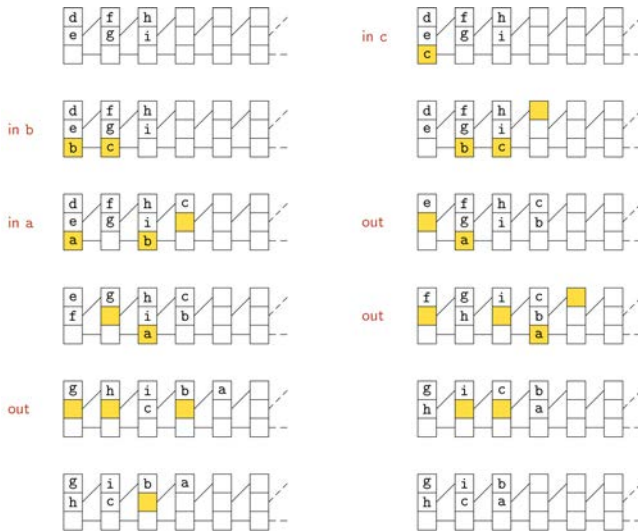 d f h d f h
e g i in c e g i
c
d f h d f h
in b e g i e g i
b c b c
d f h c e f h c
in a e g i out g i b
a b a
e g h c f g i c
f i b out h b
a a
g h i b a g i c b
out c h a
g i b a g i b
h c h c a